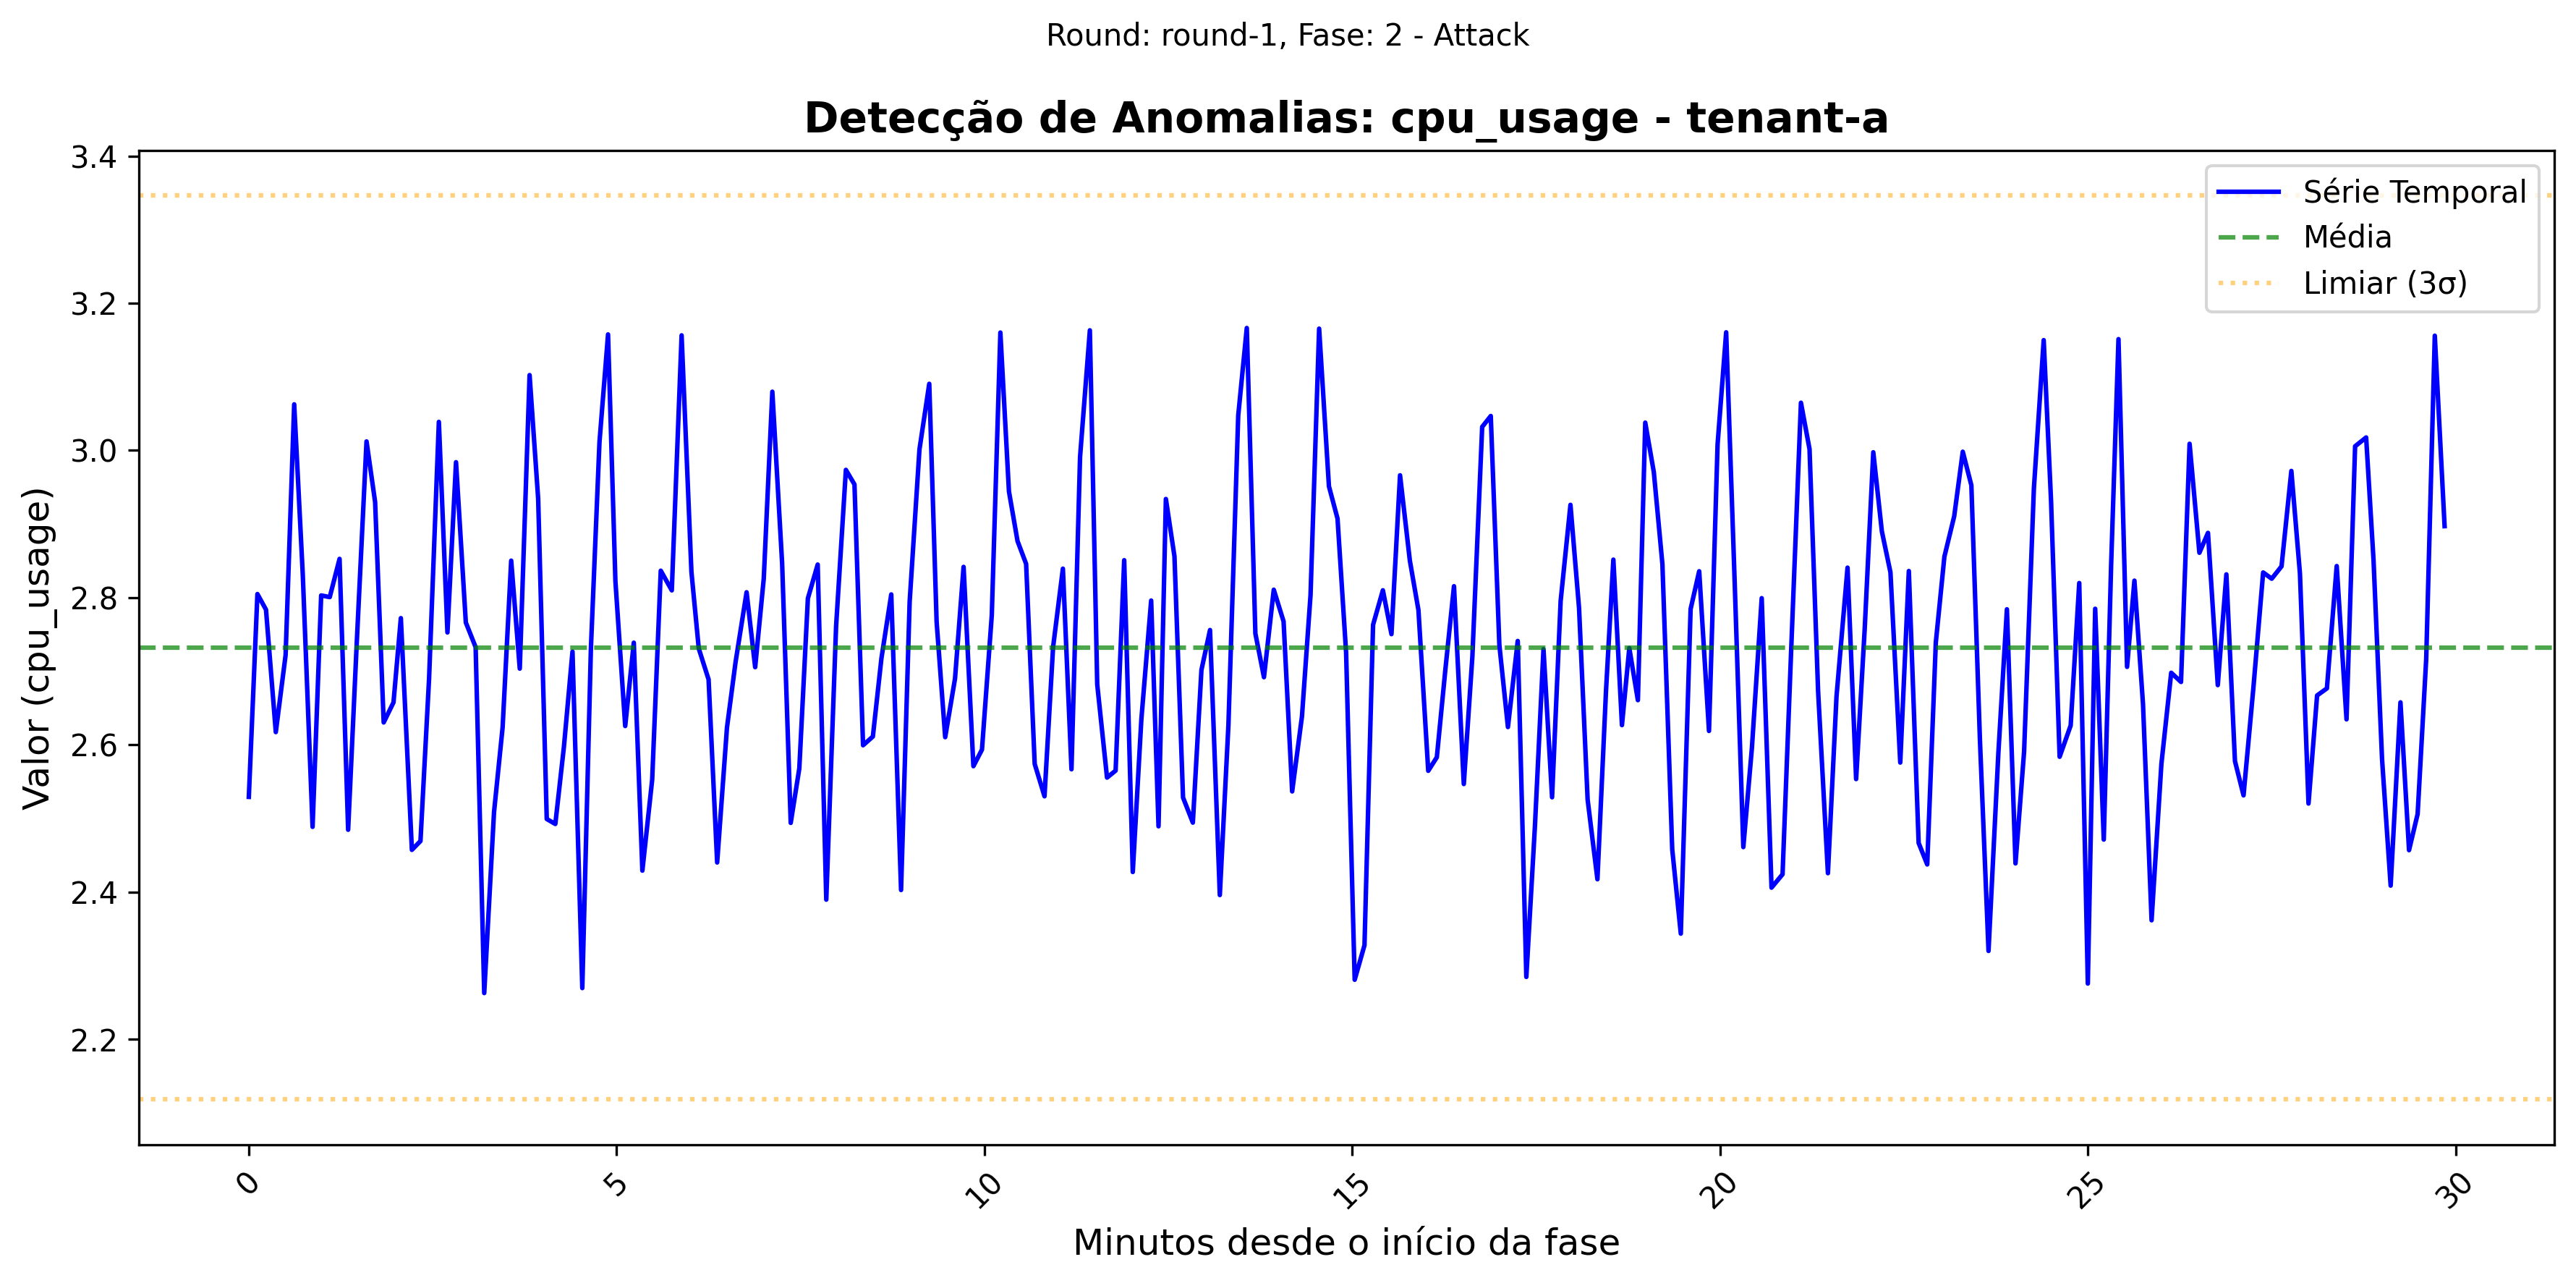 Round: round-1, Fase: 2 - Attack
Detecção de Anomalias: cpu_usage - tenant-a
3.4
3.2
3.0
2.8
2.6
2.4
2.2
Valor (cpu_usage)
Série Temporal
Média
Limiar (3σ)
0
5
10
15
20
25
30
Minutos desde o início da fase